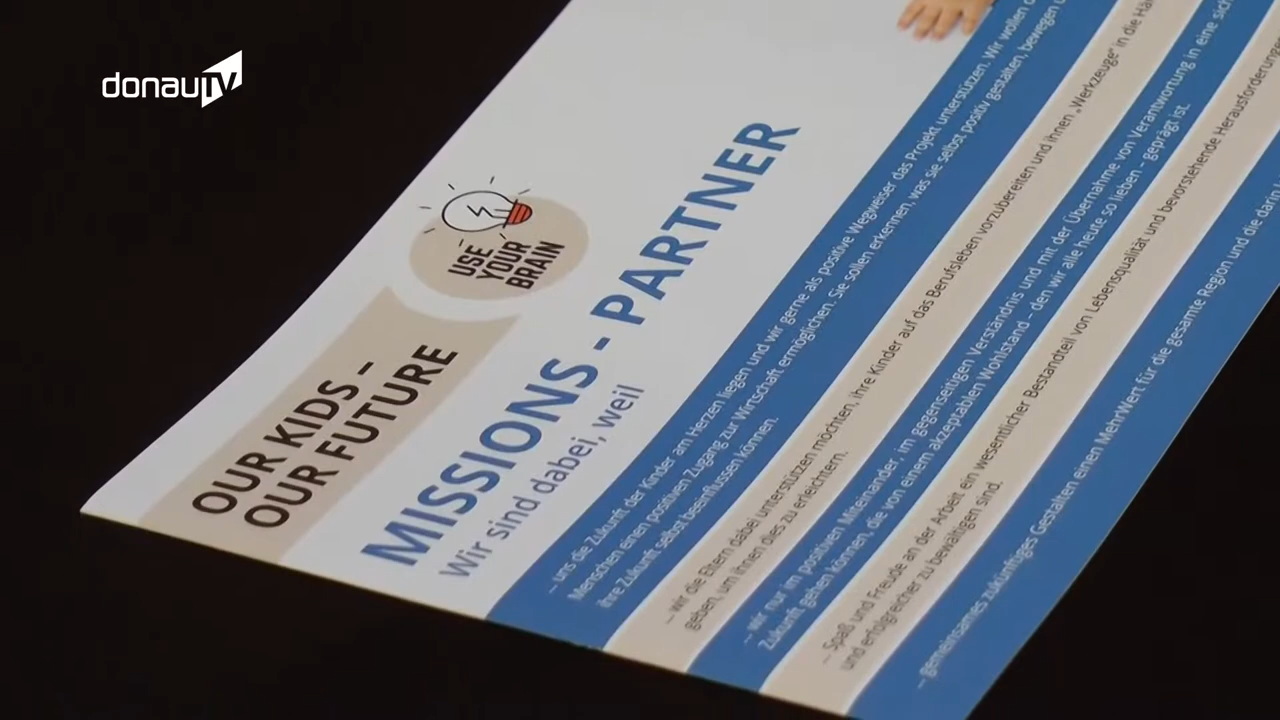 donauTV
USE
YOUR
BRAIN
OUR KIDS –
OUR FUTURE
MISSIONS - PARTNER
Wir sind dabei, weil
... uns die Zukunft der Kinder am Herzen liegen und wir gerne als positive Wegweiser das Projekt unterstützen. Wir wollen
Menschen einen positiven Zugang zur Wirtschaft ermöglichen. Sie sollen erkennen, was sie selbst positiv gestalten, bewegen
ihre Zukunft selbst beeinflussen können.
... wir die Eltern dabei unterstützen möchten, ihre Kinder auf das Berufsleben vorzubereiten und ihnen „Werkzeuge" in die
geben, um ihnen dies zu erleichtern.
... wir nur im positiven Miteinander, im gegenseitigen Verständnis und mit der Übernahme von Verantwortung in eine
Zukunft gehen können, die von einem akzeptablen Wohlstand – den wir alle heute so lieben – geprägt ist.
... Spaß und Freude an der Arbeit ein wesentlicher Bestandteil von Lebensqualität und bevorstehende Herausforderungen
und erfolgreicher zu bewältigen sind.
... gemeinsames zukünftiges Gestalten einen MehrWert für die gesamte Region und die darin